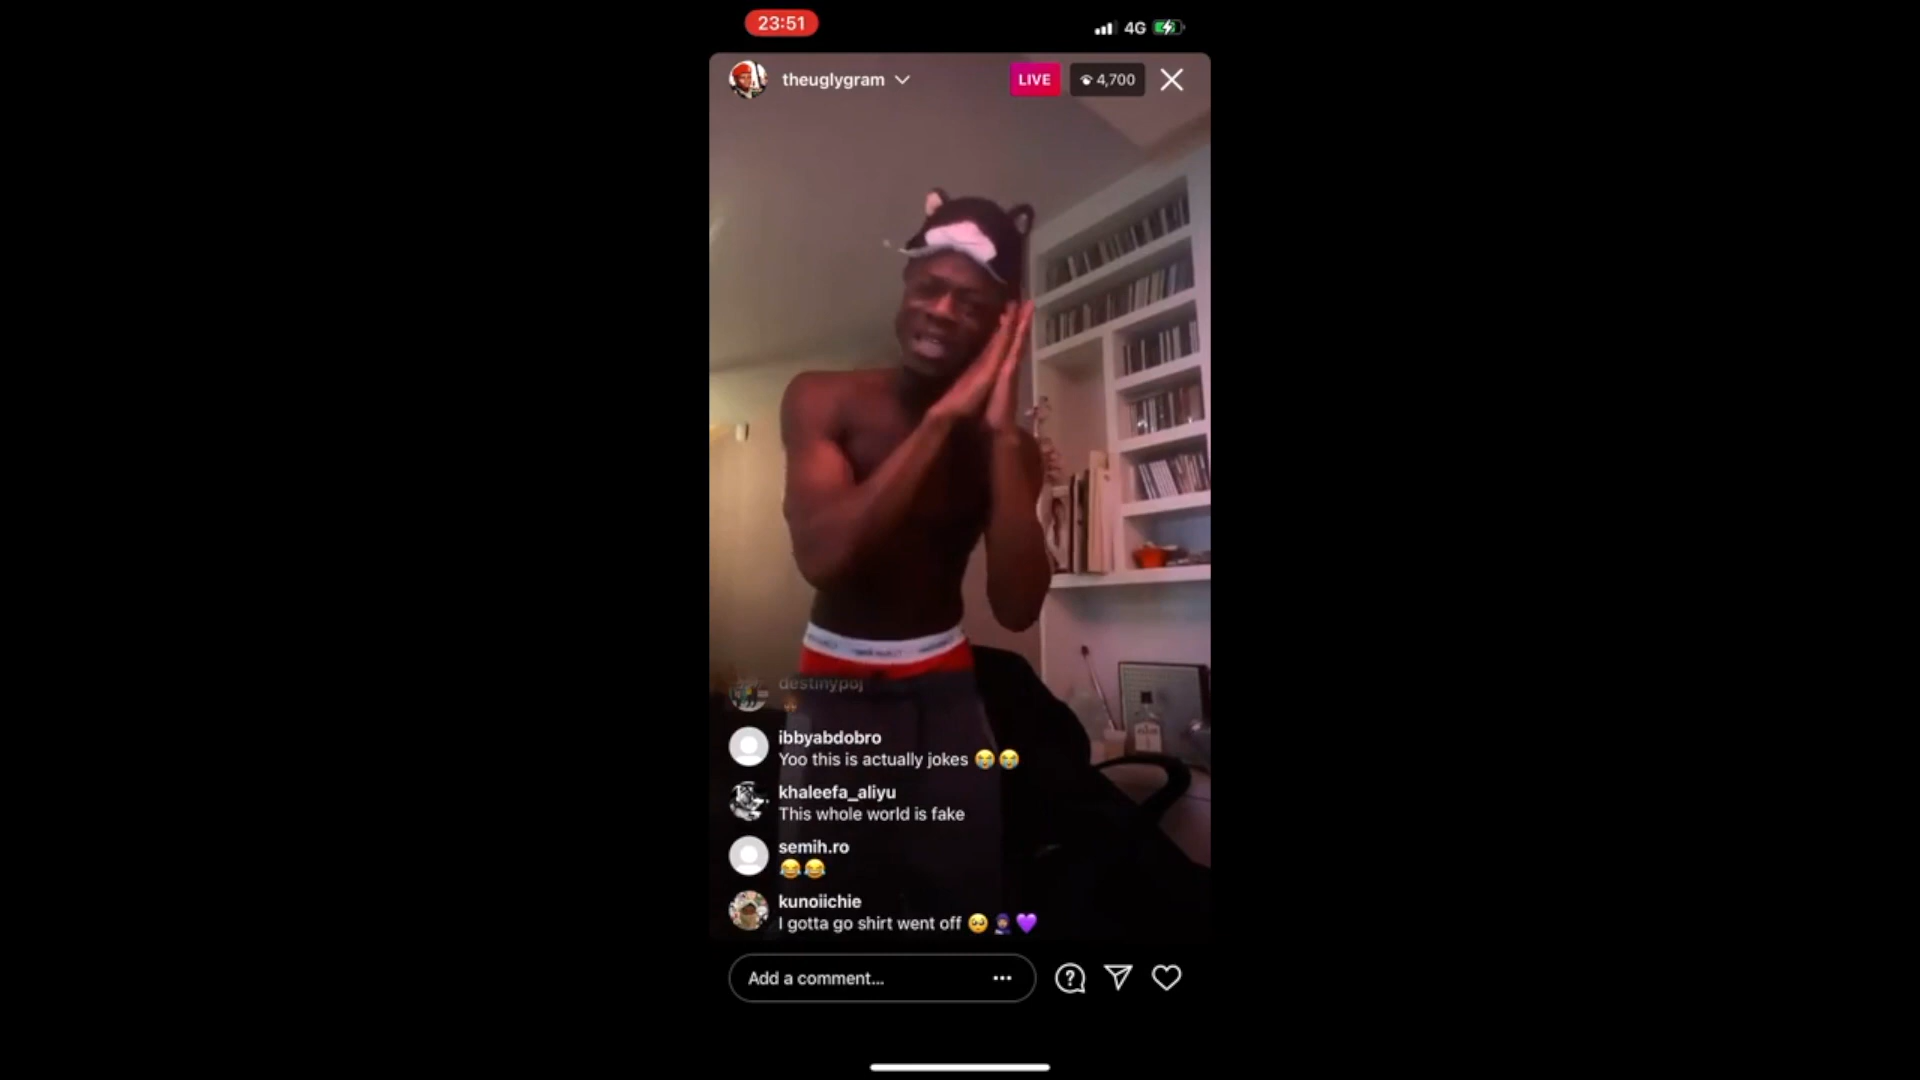 23:51
4G
theuglygram
LIVE
4,700
destinypoj
ibbyabdobro
Yoo this is actually jokes 😭😭
khaleefa_aliyu
This whole world is fake
semih.ro
😂😂
kunoiichie
I gotta go shirt went off 🥺🧕🏽💜
Add a comment...